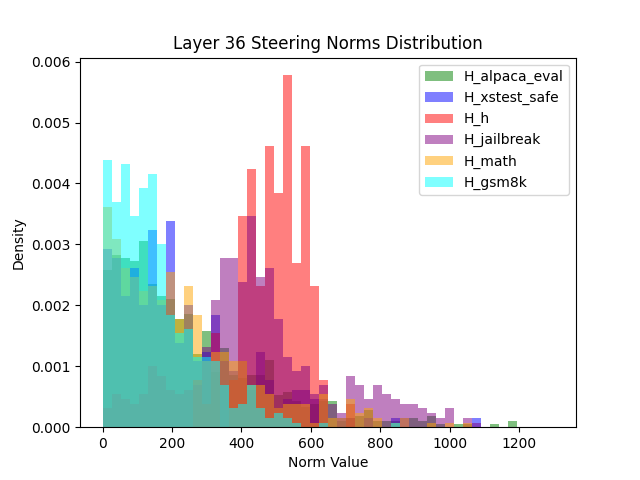 Layer 36 Steering Norms Distribution
0.006
0.005
0.004
0.003
0.002
0.001
0.000
Density
H_alpaca_eval
H_xstest_safe
H_h
H_jailbreak
H_math
H_gsm8k
0 200 400 600 800 1000 1200
Norm Value